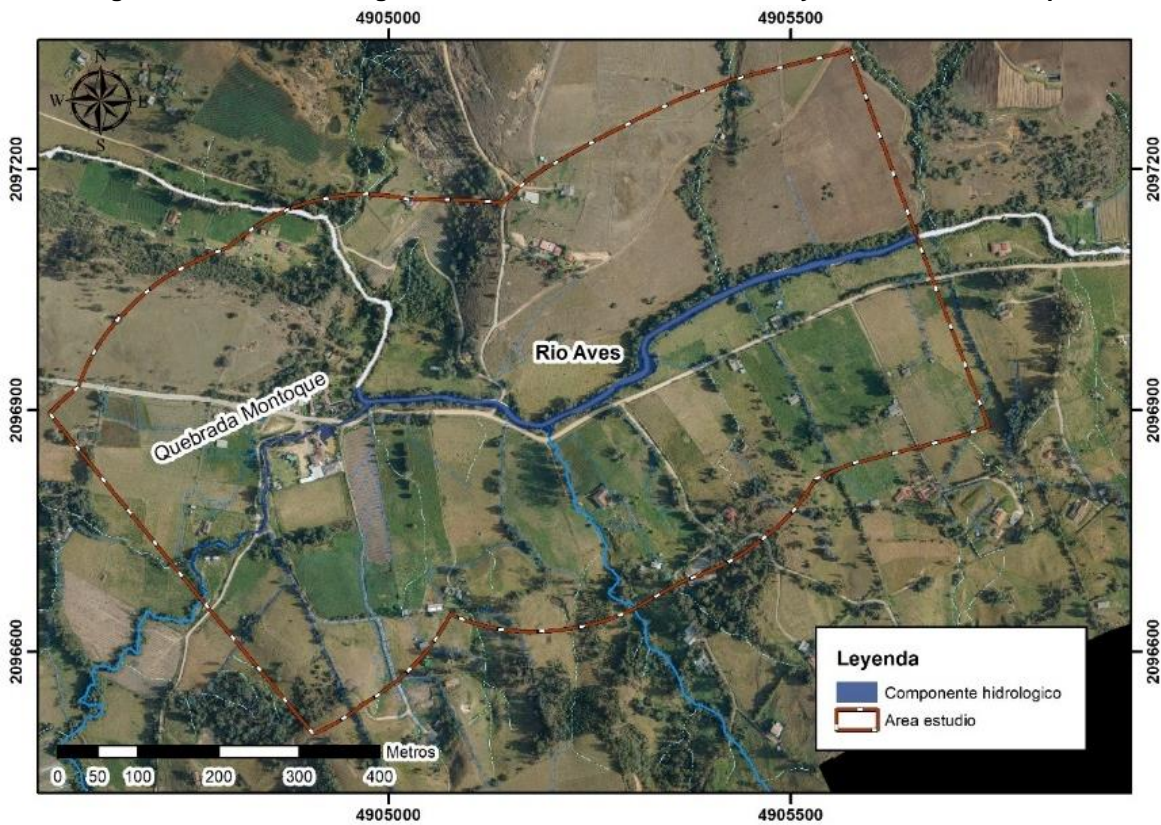 4905000 4905500
N
W E
S
2097200 2097200
Rio Aves
2096900 2096900
Quebrada Montoque
2096600 2096600
Leyenda
Componente hidrologico
Area estudio
Metros
0 50 100 200 300 400
4905000 4905500